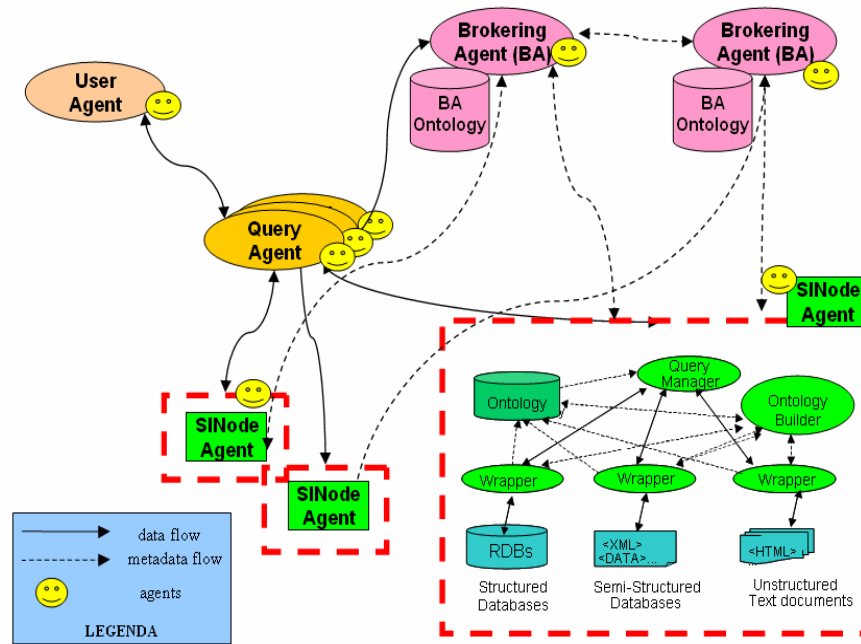 Brokering
Agent (BA)
BA
Ontology
Brokering
Agent (BA)
BA
Ontology
User
Agent
Query
Agent
SINode
Agent
SINode
Agent
SINode
Agent
Query
Manager
Ontology
Ontology
Builder
Wrapper
Wrapper
Wrapper
RDBs
<XML>
<DATA>...
<HTML>
Structured
Databases
Semi-Structured
Databases
Unstructured
Text documents
data flow
metadata flow
agents
LEGENDA